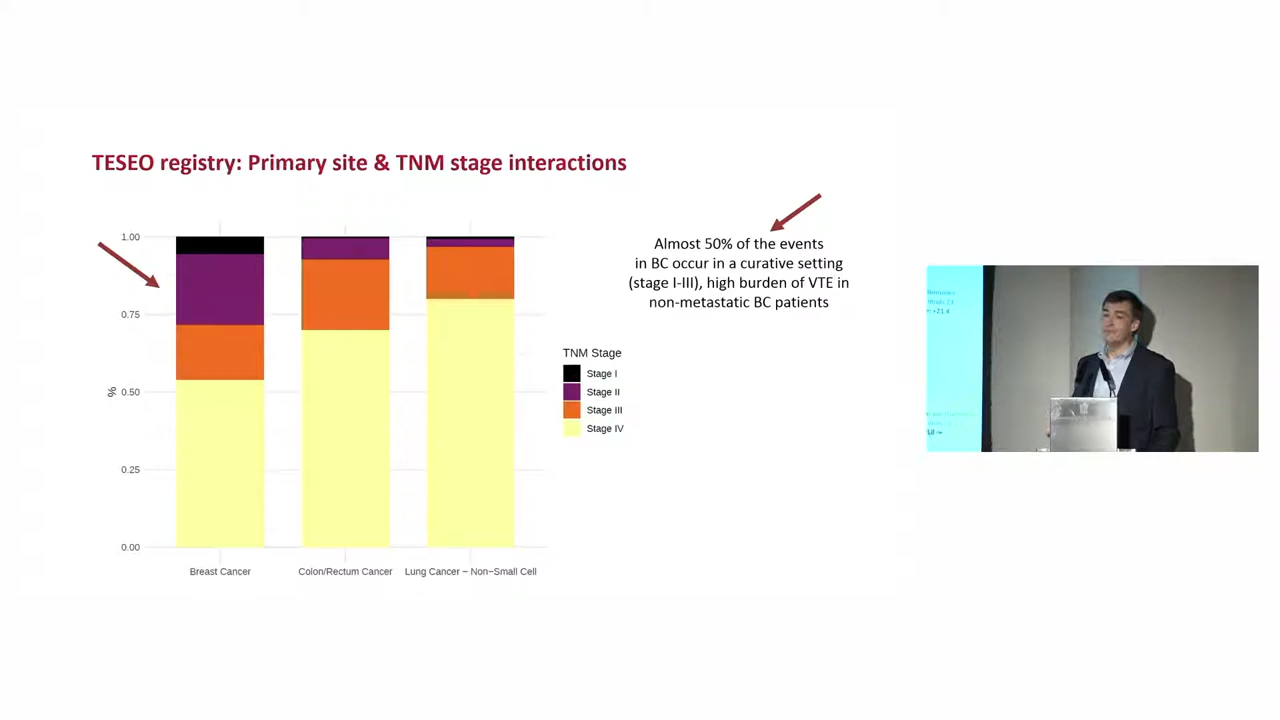 TESEO registry: Primary site & TNM stage interactions
Almost 50% of the events
in BC occur in a curative setting
(stage I-III), high burden of VTE in
non-metastatic BC patients
1.00
0.75
0.50
0.25
0.00
%
TNM Stage
Stage I
Stage II
Stage III
Stage IV
Breast Cancer
Colon/Rectum Cancer
Lung Cancer − Non−Small Cell